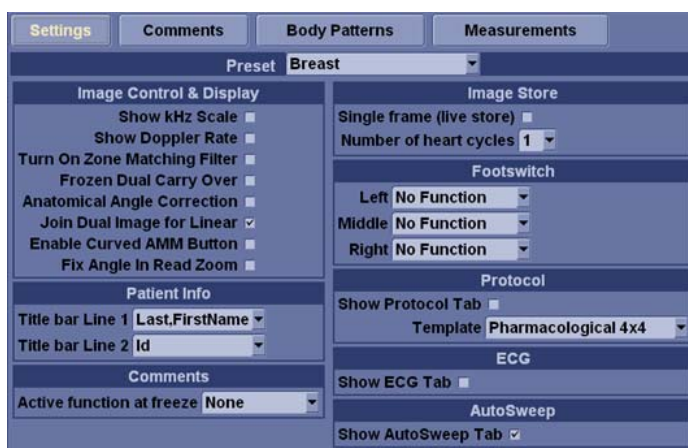 Settings Comments Body Patterns Measurements
Preset Breast
Image Control & Display
Show kHz Scale
Show Doppler Rate
Turn On Zone Matching Filter
Frozen Dual Carry Over
Anatomical Angle Correction
Join Dual Image for Linear
Enable Curved AMM Button
Fix Angle In Read Zoom
Patient Info
Title bar Line 1 Last,FirstName
Title bar Line 2 Id
Comments
Active function at freeze None
Image Store
Single frame (live store)
Number of heart cycles 1
Footswitch
Left No Function
Middle No Function
Right No Function
Protocol
Show Protocol Tab
Template Pharmacological 4x4
ECG
Show ECG Tab
AutoSweep
Show AutoSweep Tab